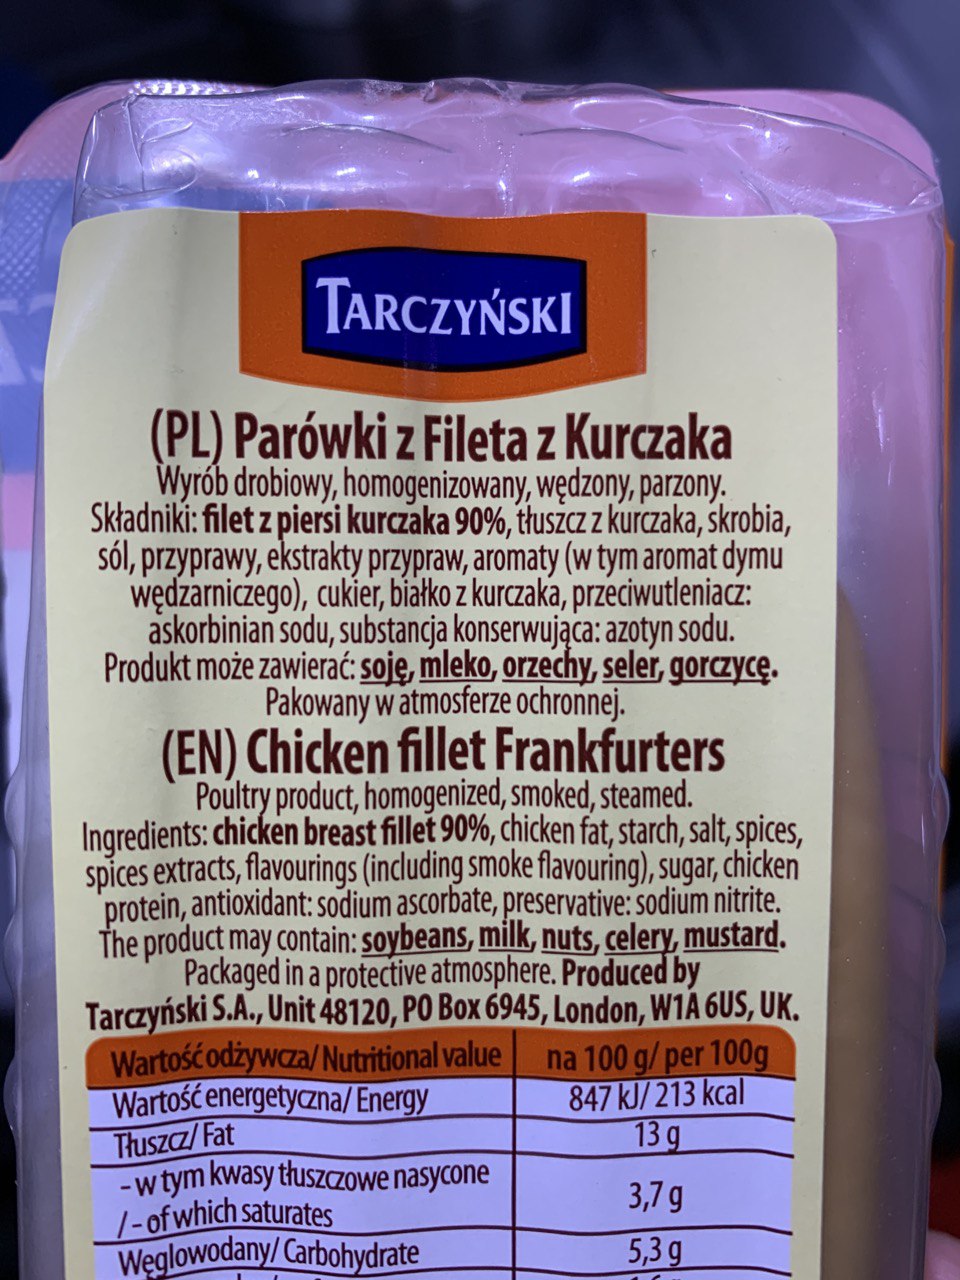 TARCZYŃSKI
(PL) Parówki z Fileta z Kurczaka
Wyrób drobiowy, homogenizowany, wędzony, parzony.
Składniki: filet z piersi kurczaka 90%, tłuszcz z kurczaka, skrobia,
sól, przyprawy, ekstrakty przypraw, aromaty (w tym aromat dymu
wędzarniczego), cukier, białko z kurczaka, przeciwutleniacz:
askorbinian sodu, substancja konserwująca: azotyn sodu.
Produkt może zawierać: soję, mleko, orzechy, seler, gorczycę.
Pakowany w atmosferze ochronnej.
(EN) Chicken fillet Frankfurters
Poultry product, homogenized, smoked, steamed.
Ingredients: chicken breast fillet 90%, chicken fat, starch, salt, spices,
spices extracts, flavourings (including smoke flavouring), sugar, chicken
protein, antioxidant: sodium ascorbate, preservative: sodium nitrite.
The product may contain: soybeans, milk, nuts, celery, mustard.
Packaged in a protective atmosphere. Produced by
Tarczyński S.A., Unit 48120, PO Box 6945, London, W1A 6US, UK.
Wartość odżywcza/ Nutritional value na 100 g/ per 100g
Wartość energetyczna/ Energy 847 kJ/ 213 kcal
Tłuszcz/ Fat 13 g
- w tym kwasy tłuszczowe nasycone
/ - of which saturates 3,7 g
Węglowodany/ Carbohydrate 5,3 g